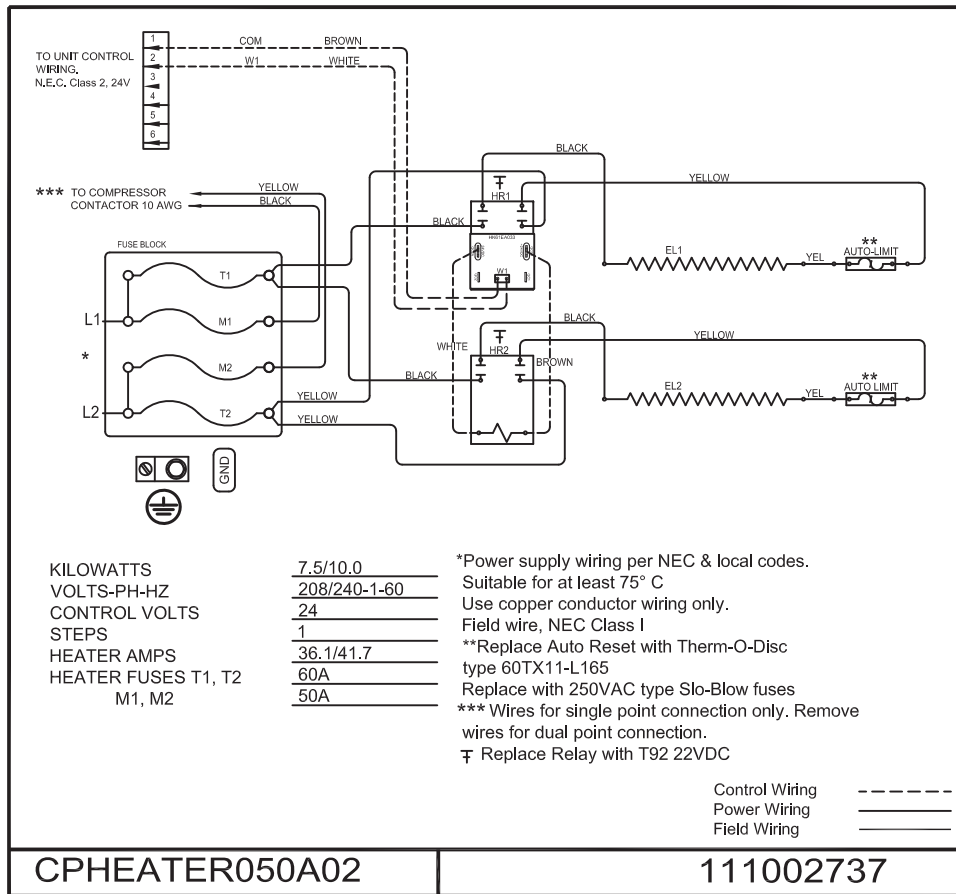 1
2
3
4
5
6
TO UNIT CONTROL
WIRING.
N.E.C. Class 2, 24V
COM BROWN
W1 WHITE
*** TO COMPRESSOR
CONTACTOR 10 AWG
YELLOW
BLACK
FUSE BLOCK
T1
L1
M1
*
M2
L2
T2
GND
BLACK
YELLOW
HR1
BLACK
HK61EA033
W1
EL1
YEL
**
AUTO-LIMIT
BLACK
YELLOW
WHITE
HR2
BROWN
BLACK
YELLOW
YELLOW
EL2
YEL
**
AUTO LIMIT
KILOWATTS 7.5/10.0
VOLTS-PH-HZ 208/240-1-60
CONTROL VOLTS 24
STEPS 1
HEATER AMPS 36.1/41.7
HEATER FUSES T1, T2 60A
M1, M2 50A
*Power supply wiring per NEC & local codes.
Suitable for at least 75° C
Use copper conductor wiring only.
Field wire, NEC Class I
**Replace Auto Reset with Therm-O-Disc
type 60TX11-L165
Replace with 250VAC type Slo-Blow fuses
*** Wires for single point connection only. Remove
wires for dual point connection.
Replace Relay with T92 22VDC
Control Wiring
Power Wiring
Field Wiring
CPHEATER050A02
111002737